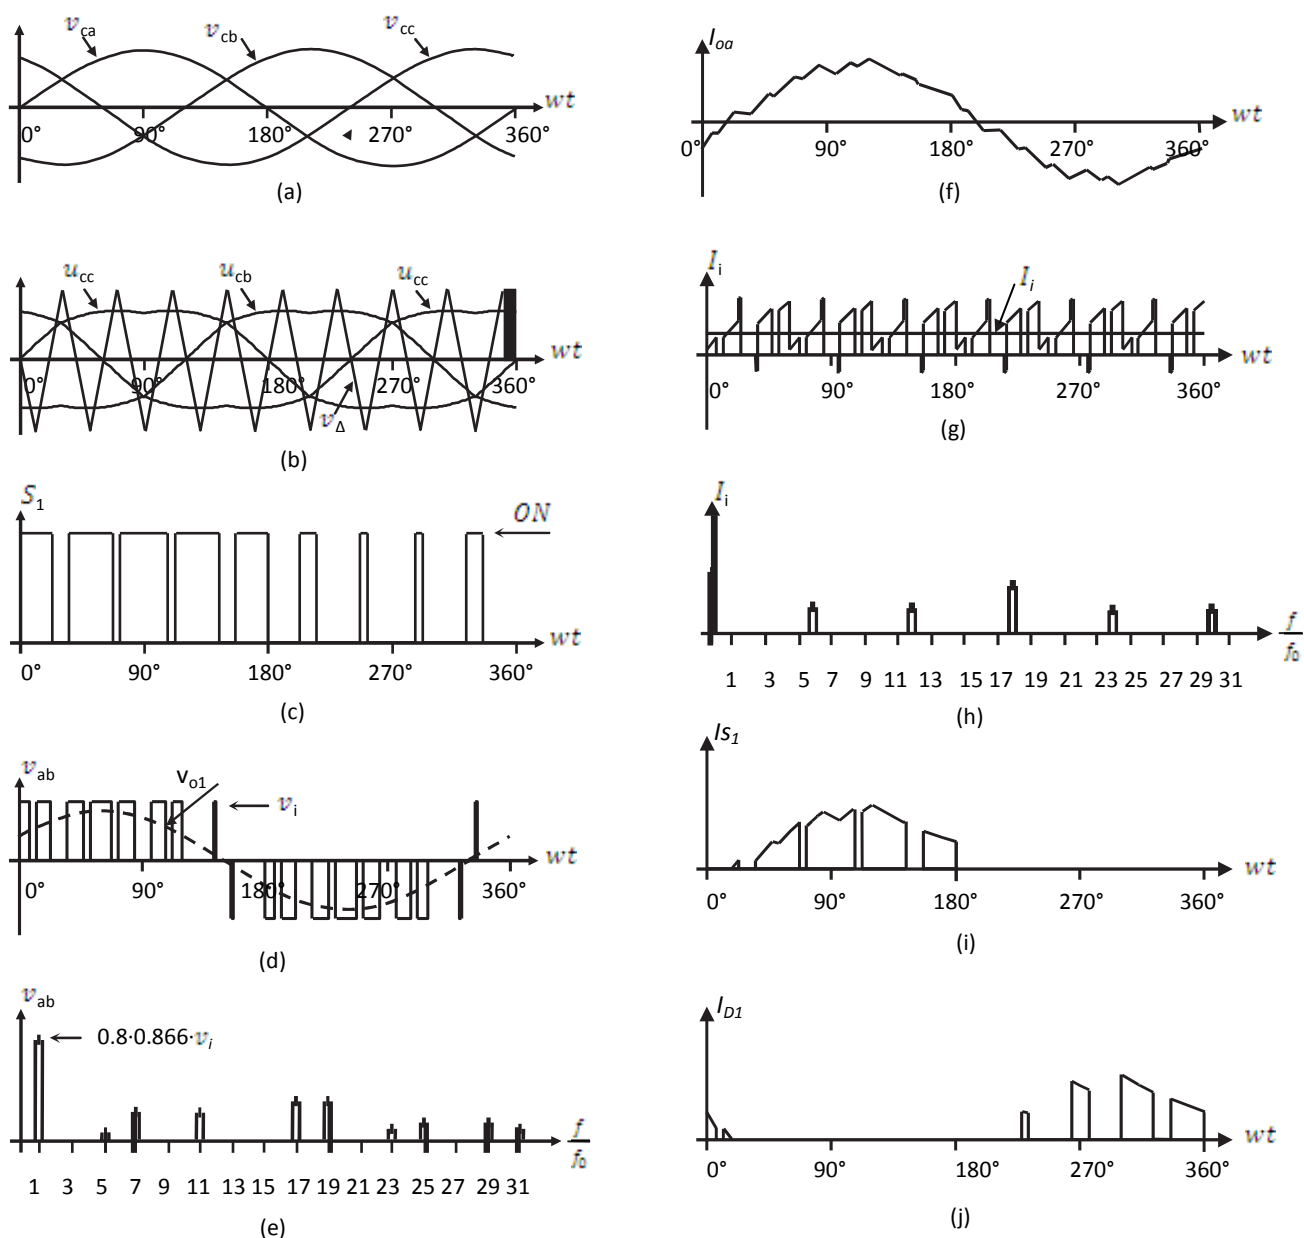 v_ca v_cb v_cc
wt
0° 90° 180° 270° 360°
(a)
u_cc u_cb u_cc
wt
0° 90° 180° 270° 360°
v_Δ
(b)
S_1
ON
wt
0° 90° 180° 270° 360°
(c)
v_ab v_o1
v_i
wt
0° 90° 180° 270° 360°
(d)
v_ab
0.8·0.866·v_i
f/f_0
1 3 5 7 9 11 13 15 17 19 21 23 25 27 29 31
(e)
I_oa
wt
0° 90° 180° 270° 360°
(f)
I_i I_i
wt
0° 90° 180° 270° 360°
(g)
I_i
f/f_0
1 3 5 7 9 11 13 15 17 19 21 23 25 27 29 31
(h)
Is_1
wt
0° 90° 180° 270° 360°
(i)
I_D1
wt
0° 90° 180° 270° 360°
(j)